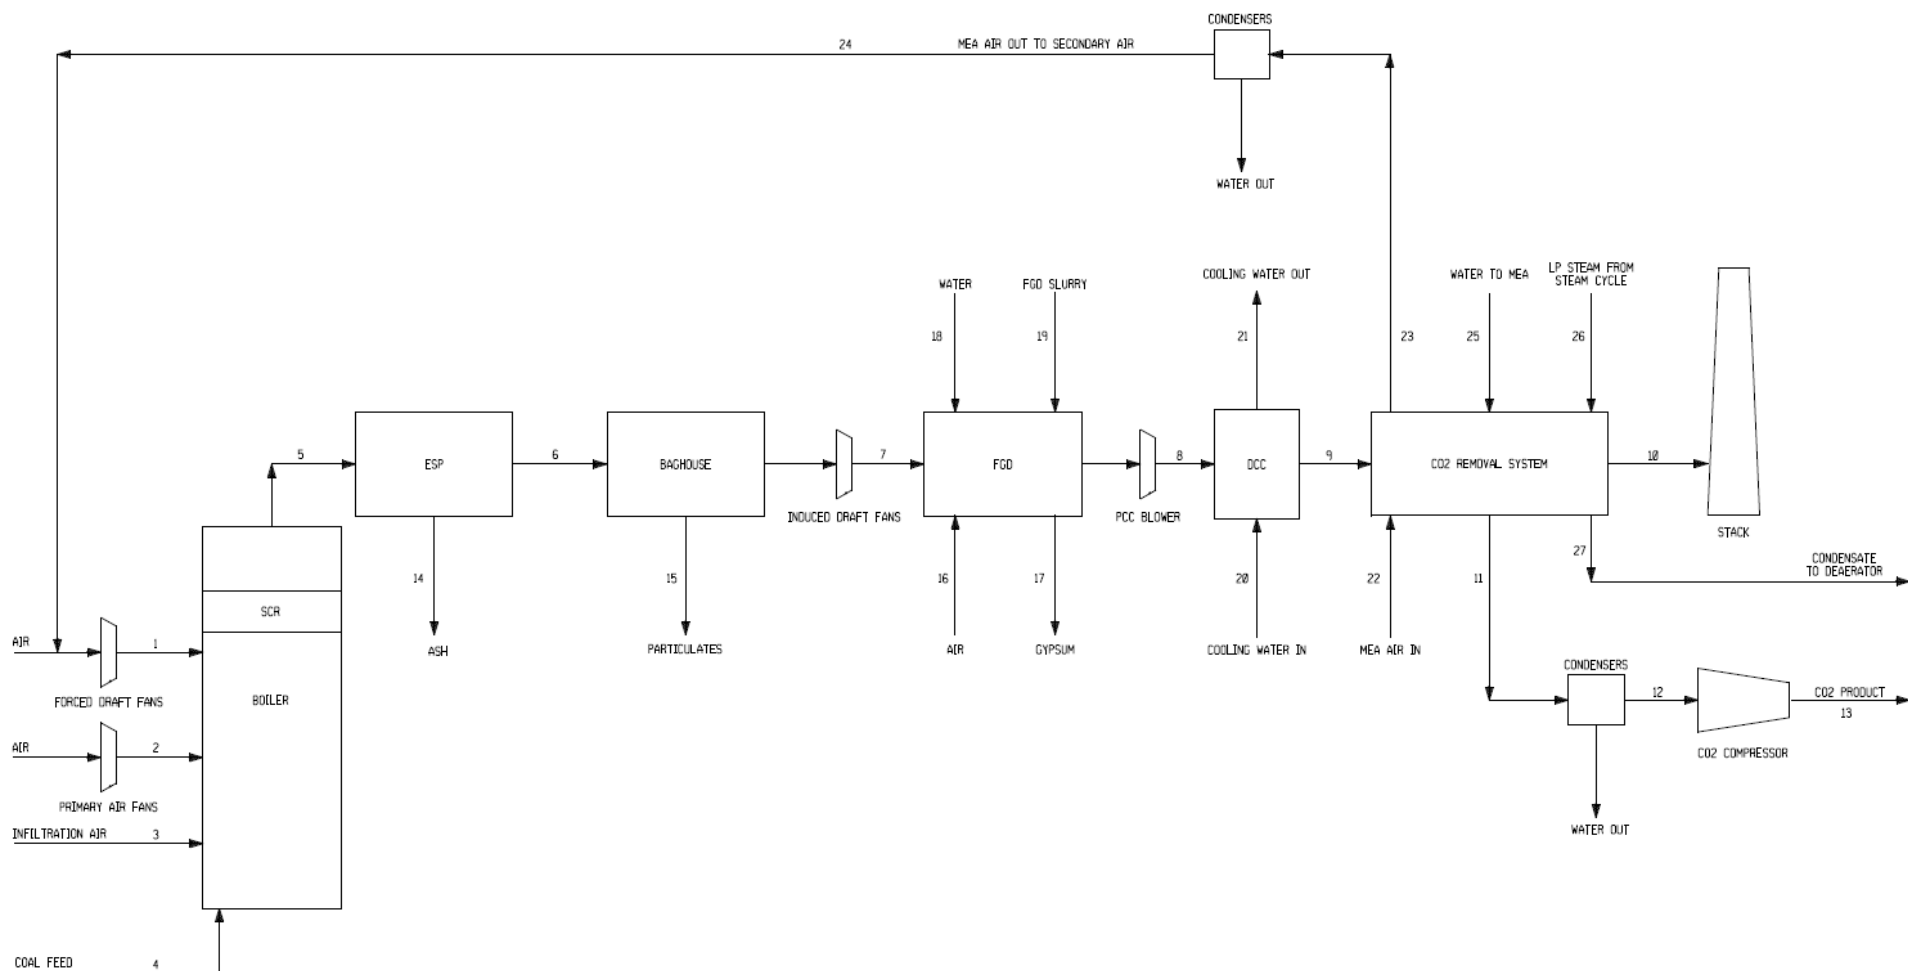 CONDENSERS
24
MEA AIR OUT TO SECONDARY AIR
WATER OUT
COOLING WATER OUT
WATER TO MEA
LP STEAM FROM
STEAM CYCLE
WATER
FGD SLURRY
18
19
21
23
25
26
5
ESP
6
BAGHOUSE
7
FGD
8
DCC
9
CO2 REMOVAL SYSTEM
10
INDUCED DRAFT FANS
PCC BLOWER
STACK
14
15
16
17
20
22
11
27
CONDENSATE
TO DEAERATOR
SCR
AIR
1
ASH
PARTICULATES
AIR
GYPSUM
COOLING WATER IN
MEA AIR IN
CONDENSERS
FORCED DRAFT FANS
BOILER
12
CO2 PRODUCT
13
AIR
2
CO2 COMPRESSOR
PRIMARY AIR FANS
INFILTRATION AIR
3
WATER OUT
COAL FEED
4